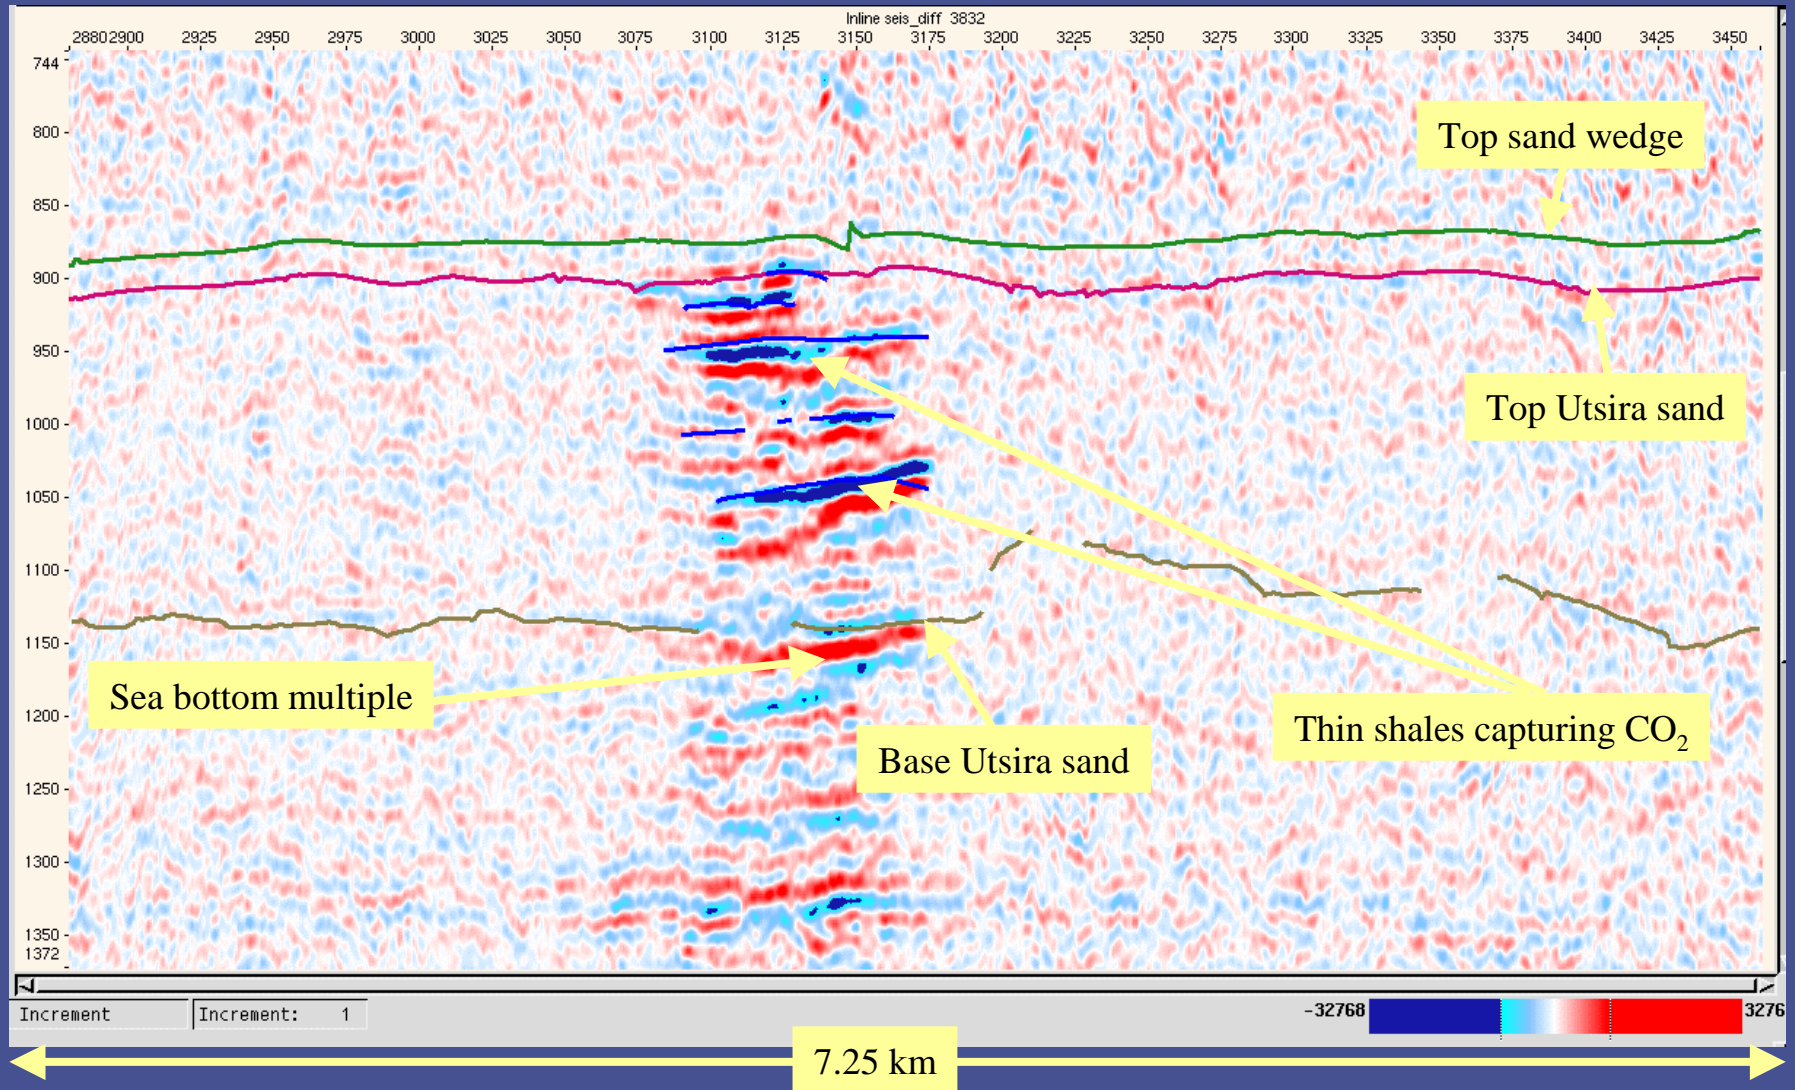 Inline seis_diff 3832
2880 2900 2925 2950 2975 3000 3025 3050 3075 3100 3125 3150 3175 3200 3225 3250 3275 3300 3325 3350 3375 3400 3425 3450
744
800
850
900
950
1000
1050
1100
1150
1200
1250
1300
1350
1372
Top sand wedge
Top Utsira sand
Sea bottom multiple
Base Utsira sand
Thin shales capturing CO₂
Increment
Increment: 1
-32768
3276
7.25 km